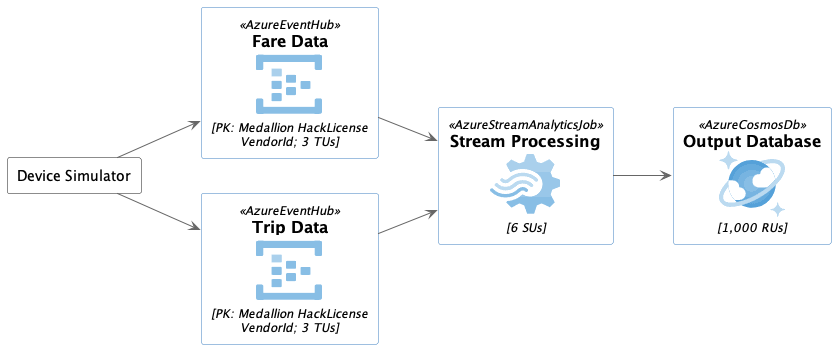 Device Simulator
«AzureEventHub»
Fare Data
[PK: Medallion HackLicense
VendorId; 3 TUs]
«AzureEventHub»
Trip Data
[PK: Medallion HackLicense
VendorId; 3 TUs]
«AzureStreamAnalyticsJob»
Stream Processing
[6 SUs]
«AzureCosmosDb»
Output Database
[1,000 RUs]